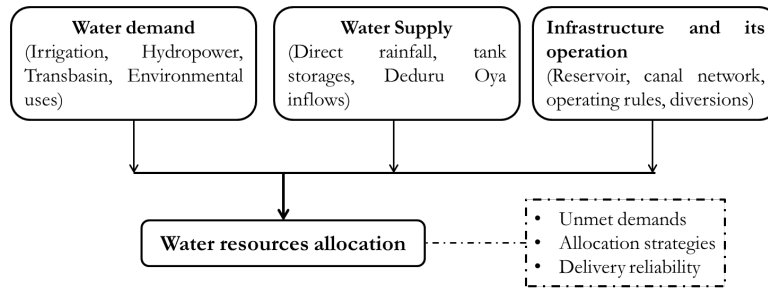 Water demand
(Irrigation, Hydropower,
Transbasin, Environmental
uses)
Water Supply
(Direct rainfall, tank
storages, Deduru Oya
inflows)
Infrastructure and its
operation
(Reservoir, canal network,
operating rules, diversions)
Water resources allocation
• Unmet demands
• Allocation strategies
• Delivery reliability